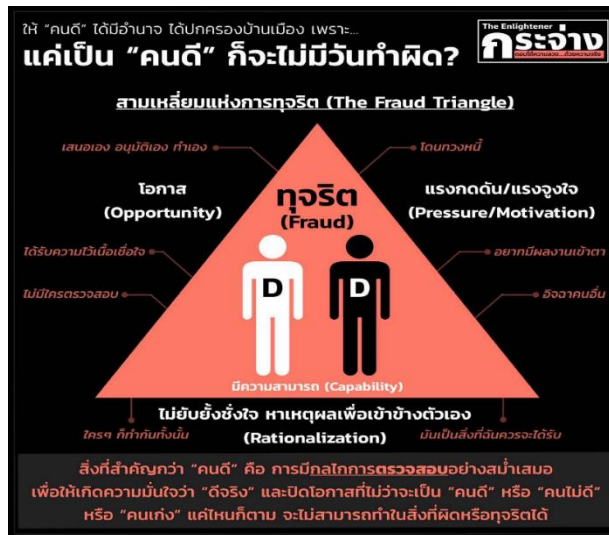 ให้ "คนดี" ได้มีอำนาจ ได้ปกครองบ้านเมือง เพราะ...
แค่เป็น "คนดี" ก็จะไม่มีวันทำผิด?
The Enlightener
กระจ่าง
สามเหลี่ยมแห่งการทุจริต (The Fraud Triangle)
เสนอเอง อนุมัติเอง ทำเอง
โดนทวงหนี้
โอกาส
(Opportunity)
ทุจริต
(Fraud)
แรงกดดัน/แรงจูงใจ
(Pressure/Motivation)
ได้รับความไว้เนื้อเชื่อใจ
อยากมีผลงานเข้าตา
ไม่มีใครตรวจสอบ
อิจฉาคนอื่น
D
D
มีความสามารถ (Capability)
ไม่ยับยั้งชั่งใจ หาเหตุผลเพื่อเข้าข้างตัวเอง
(Rationalization)
ใครๆ ก็ทำกันทั้งนั้น
มันเป็นสิ่งที่ฉันควรจะได้รับ
สิ่งที่สำคัญกว่า "คนดี" คือ การมีกลไกการตรวจสอบอย่างสม่ำเสมอ
เพื่อให้เกิดความมั่นใจว่า "ดีจริง" และปิดโอกาสที่ไม่ว่าจะเป็น "คนดี" หรือ "คนไม่ดี"
หรือ "คนเก่ง" แค่ไหนก็ตาม จะไม่สามารถทำในสิ่งที่ผิดหรือทุจริตได้